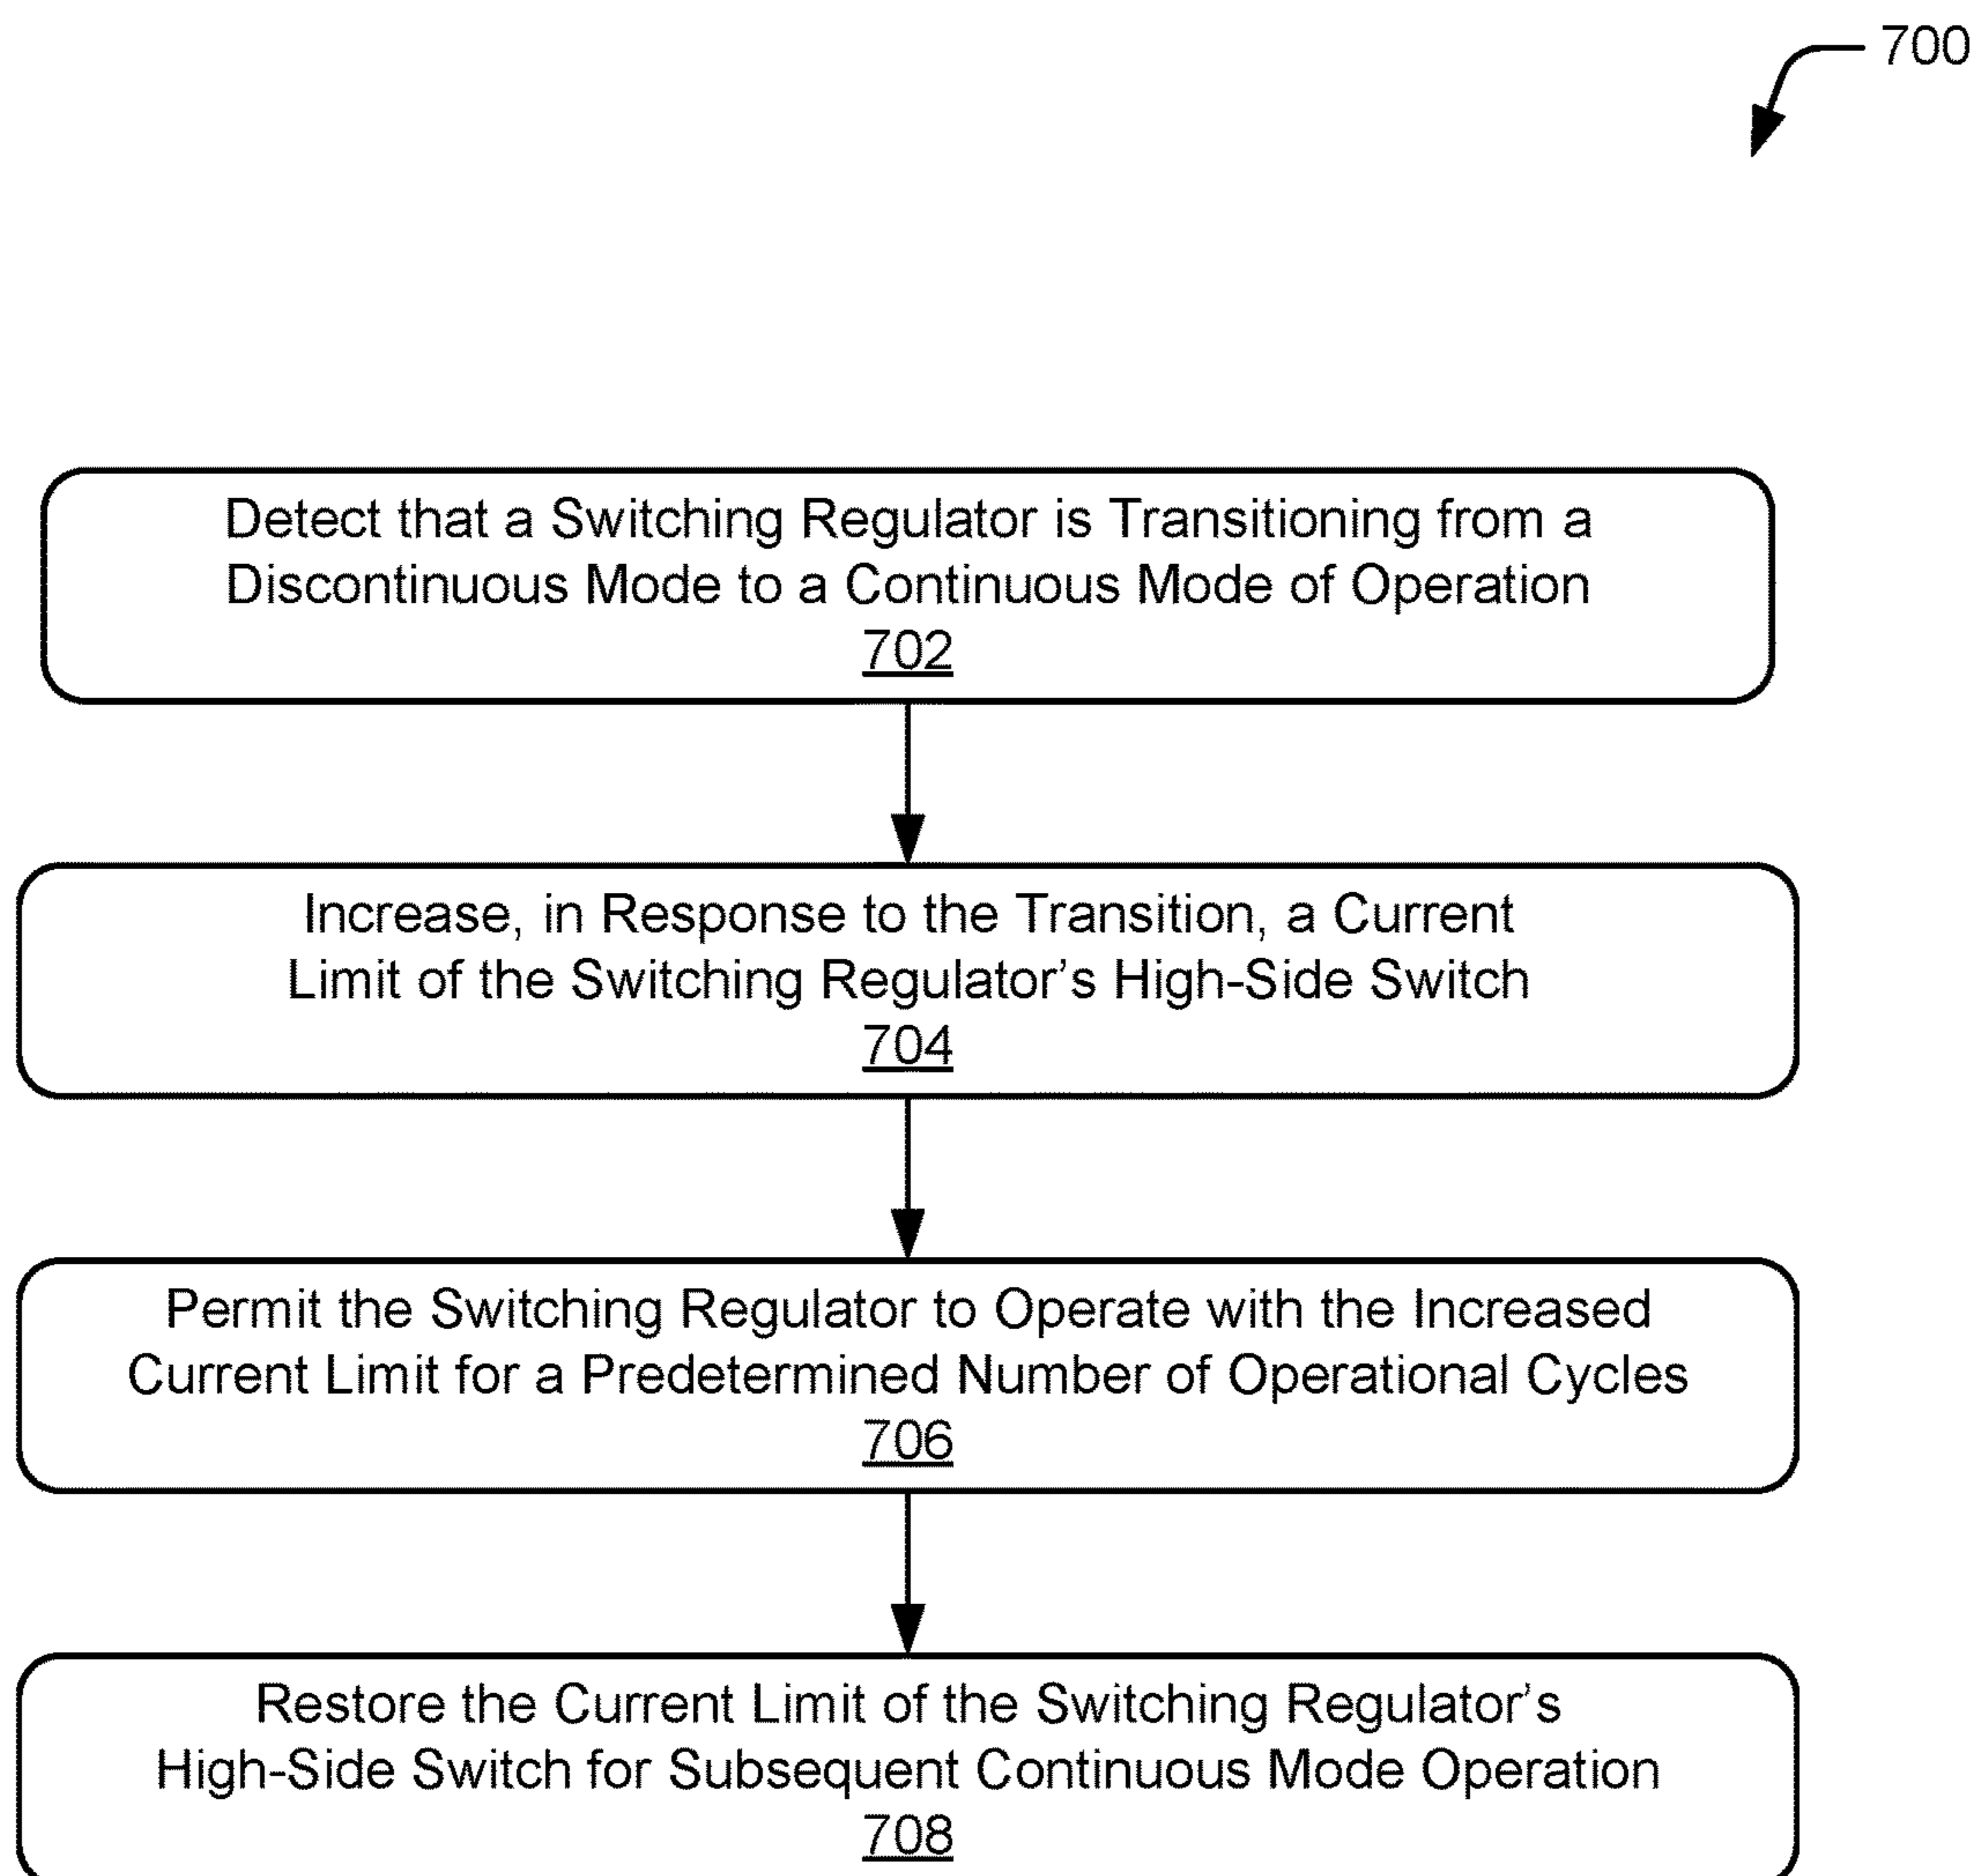 700
Detect that a Switching Regulator is Transitioning from a
Discontinuous Mode to a Continuous Mode of Operation
702
Increase, in Response to the Transition, a Current
Limit of the Switching Regulator’s High-Side Switch
704
Permit the Switching Regulator to Operate with the Increased
Current Limit for a Predetermined Number of Operational Cycles
706
Restore the Current Limit of the Switching Regulator’s
High-Side Switch for Subsequent Continuous Mode Operation
708